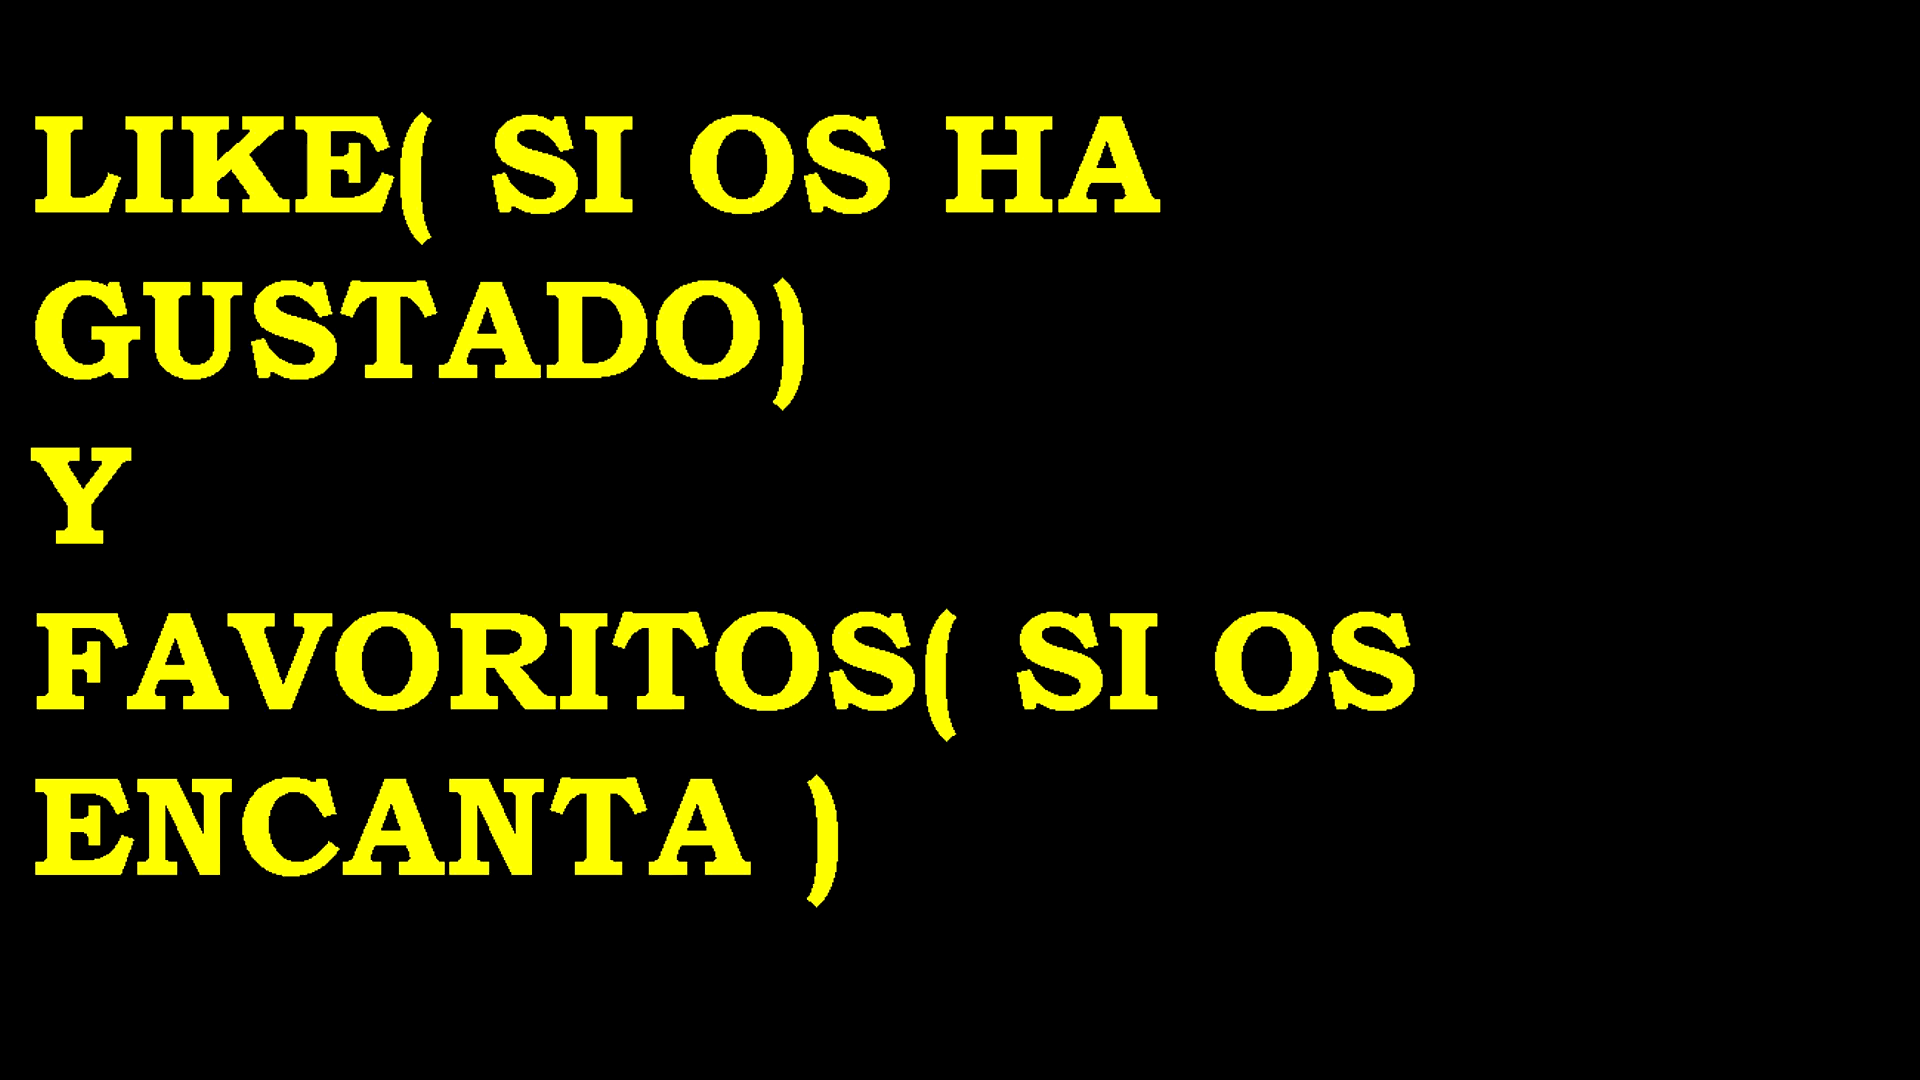 LIKE( SI OS HA
GUSTADO)
Y
FAVORITOS( SI OS
ENCANTA )